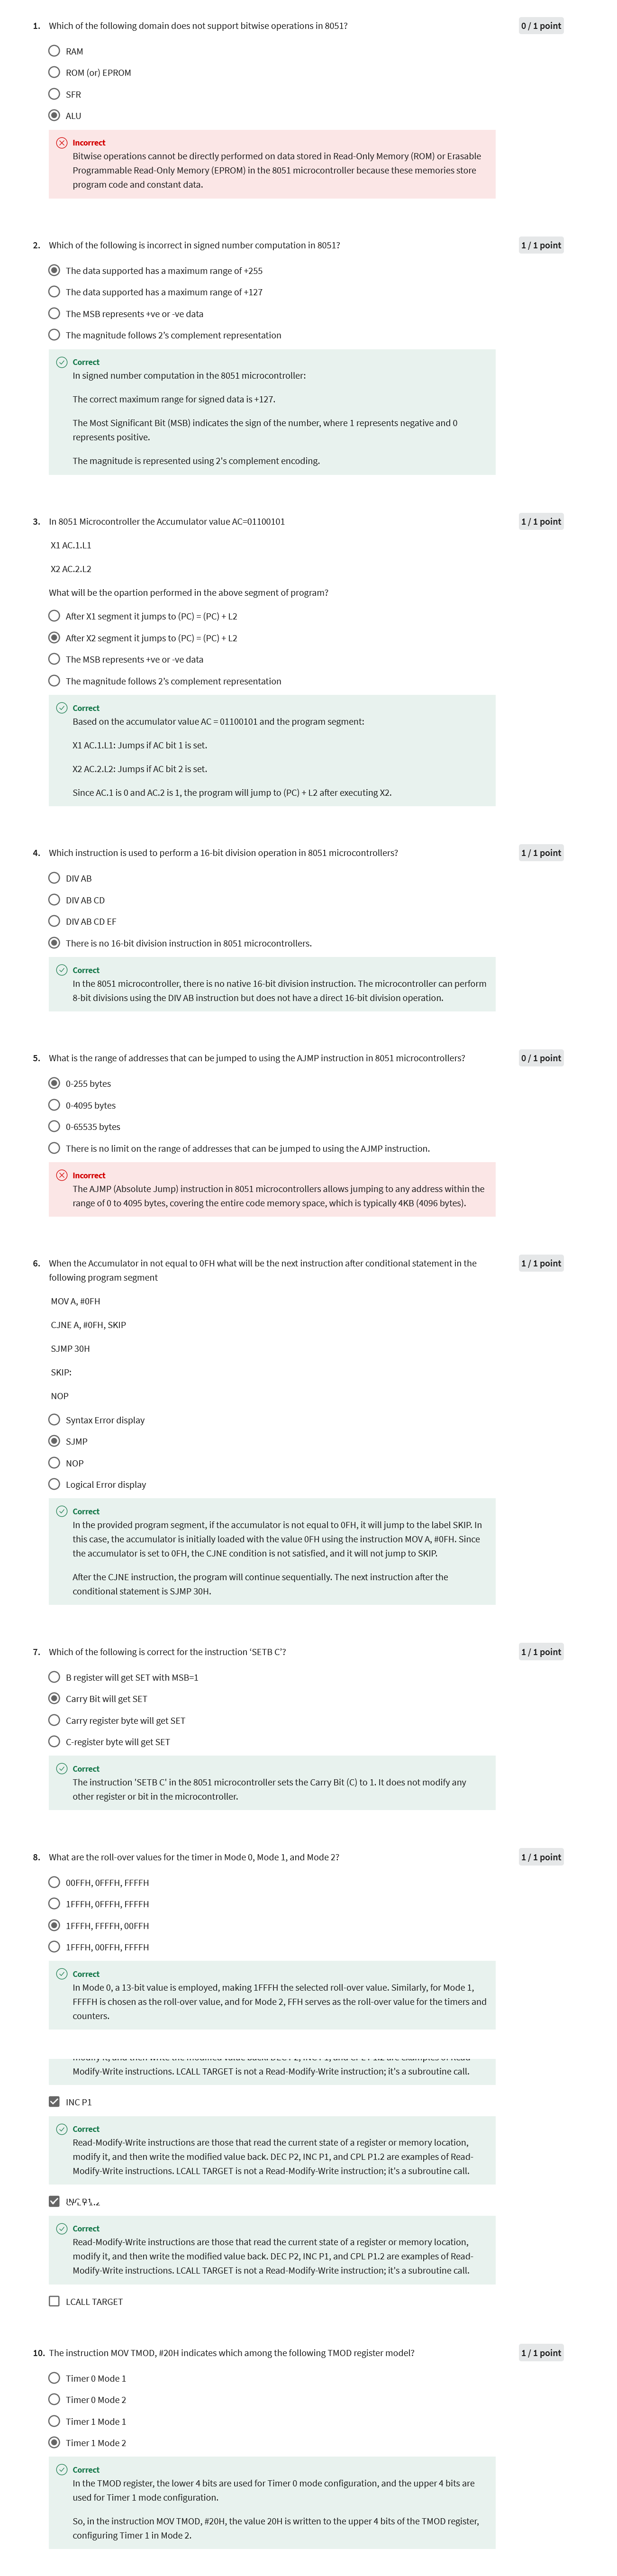 1. Which of the following domain does not support bitwise operations in 8051?
0 / 1 point
RAM
ROM (or) EPROM
SFR
ALU
Incorrect
Bitwise operations cannot be directly performed on data stored in Read-Only Memory (ROM) or Erasable
Programmable Read-Only Memory (EPROM) in the 8051 microcontroller because these memories store
program code and constant data.
2. Which of the following is incorrect in signed number computation in 8051?
1 / 1 point
The data supported has a maximum range of +255
The data supported has a maximum range of +127
The MSB represents +ve or -ve data
The magnitude follows 2's complement representation
Correct
In signed number computation in the 8051 microcontroller:
The correct maximum range for signed data is +127.
The Most Significant Bit (MSB) indicates the sign of the number, where 1 represents negative and 0
represents positive.
The magnitude is represented using 2's complement encoding.
3. In 8051 Microcontroller the Accumulator value AC=01100101
1 / 1 point
X1 AC.1.L1
X2 AC.2.L2
What will be the opartion performed in the above segment of program?
After X1 segment it jumps to (PC) = (PC) + L2
After X2 segment it jumps to (PC) = (PC) + L2
The MSB represents +ve or -ve data
The magnitude follows 2's complement representation
Correct
Based on the accumulator value AC = 01100101 and the program segment:
X1 AC.1.L1: Jumps if AC bit 1 is set.
X2 AC.2.L2: Jumps if AC bit 2 is set.
Since AC.1 is 0 and AC.2 is 1, the program will jump to (PC) + L2 after executing X2.
4. Which instruction is used to perform a 16-bit division operation in 8051 microcontrollers?
1 / 1 point
DIV AB
DIV AB CD
DIV AB CD EF
There is no 16-bit division instruction in 8051 microcontrollers.
Correct
In the 8051 microcontroller, there is no native 16-bit division instruction. The microcontroller can perform
8-bit divisions using the DIV AB instruction but does not have a direct 16-bit division operation.
5. What is the range of addresses that can be jumped to using the AJMP instruction in 8051 microcontrollers?
0 / 1 point
0-255 bytes
0-4095 bytes
0-65535 bytes
There is no limit on the range of addresses that can be jumped to using the AJMP instruction.
Incorrect
The AJMP (Absolute Jump) instruction in 8051 microcontrollers allows jumping to any address within the
range of 0 to 4095 bytes, covering the entire code memory space, which is typically 4KB (4096 bytes).
6. When the Accumulator in not equal to 0FH what will be the next instruction after conditional statement in the
1 / 1 point
following program segment
MOV A, #0FH
CJNE A, #0FH, SKIP
SJMP 30H
SKIP:
NOP
Syntax Error display
SJMP
NOP
Logical Error display
Correct
In the provided program segment, if the accumulator is not equal to 0FH, it will jump to the label SKIP. In
this case, the accumulator is initially loaded with the value 0FH using the instruction MOV A, #0FH. Since
the accumulator is set to 0FH, the CJNE condition is not satisfied, and it will not jump to SKIP.
After the CJNE instruction, the program will continue sequentially. The next instruction after the
conditional statement is SJMP 30H.
7. Which of the following is correct for the instruction 'SETB C'?
1 / 1 point
B register will get SET with MSB=1
Carry Bit will get SET
Carry register byte will get SET
C-register byte will get SET
Correct
The instruction 'SETB C' in the 8051 microcontroller sets the Carry Bit (C) to 1. It does not modify any
other register or bit in the microcontroller.
8. What are the roll-over values for the timer in Mode 0, Mode 1, and Mode 2?
1 / 1 point
00FFH, 0FFFH, FFFFH
1FFFH, 0FFFH, FFFFH
1FFFH, FFFFH, 00FFH
1FFFH, 00FFH, FFFFH
Correct
In Mode 0, a 13-bit value is employed, making 1FFFH the selected roll-over value. Similarly, for Mode 1,
FFFFH is chosen as the roll-over value, and for Mode 2, FFH serves as the roll-over value for the timers and
counters.
Modify-Write instructions. LCALL TARGET is not a Read-Modify-Write instruction; it's a subroutine call.
INC P1
Correct
Read-Modify-Write instructions are those that read the current state of a register or memory location,
modify it, and then write the modified value back. DEC P2, INC P1, and CPL P1.2 are examples of Read-
Modify-Write instructions. LCALL TARGET is not a Read-Modify-Write instruction; it's a subroutine call.
Correct
Read-Modify-Write instructions are those that read the current state of a register or memory location,
modify it, and then write the modified value back. DEC P2, INC P1, and CPL P1.2 are examples of Read-
Modify-Write instructions. LCALL TARGET is not a Read-Modify-Write instruction; it's a subroutine call.
LCALL TARGET
10. The instruction MOV TMOD, #20H indicates which among the following TMOD register model?
1 / 1 point
Timer 0 Mode 1
Timer 0 Mode 2
Timer 1 Mode 1
Timer 1 Mode 2
Correct
In the TMOD register, the lower 4 bits are used for Timer 0 mode configuration, and the upper 4 bits are
used for Timer 1 mode configuration.
So, in the instruction MOV TMOD, #20H, the value 20H is written to the upper 4 bits of the TMOD register,
configuring Timer 1 in Mode 2.